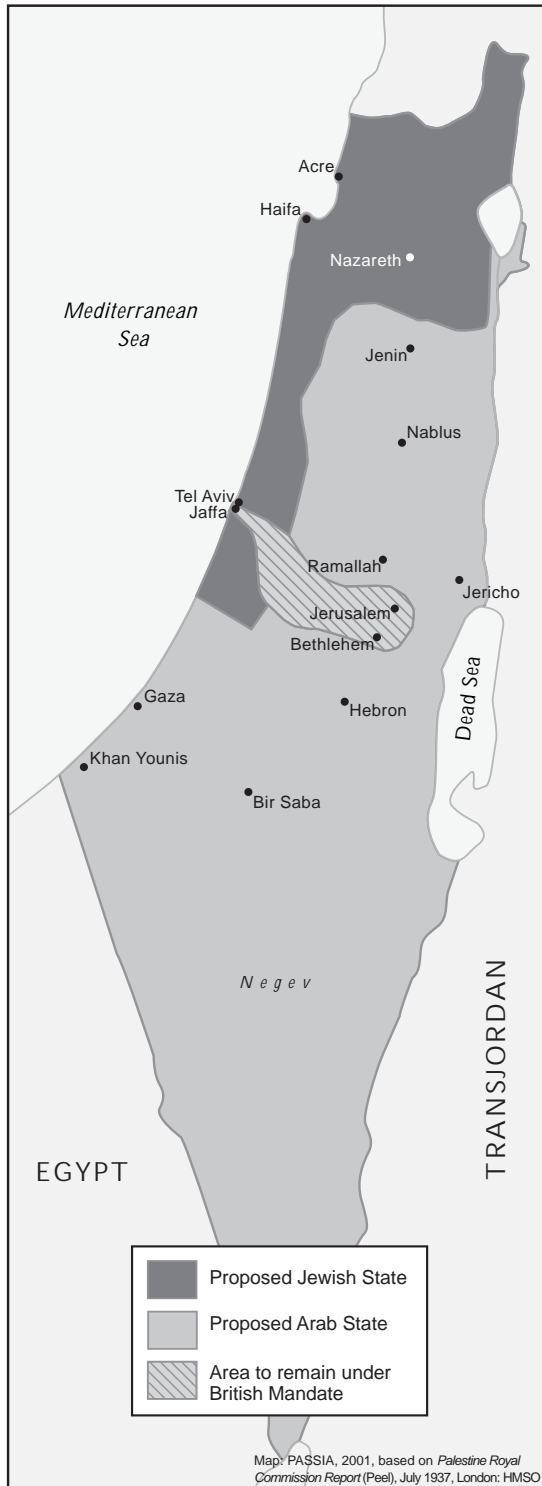 Acre
Haifa
Nazareth
Mediterranean
Sea
Jenin
Nablus
Tel Aviv
Jaffa
Ramallah
Jericho
Jerusalem
Bethlehem
Dead Sea
Gaza
Hebron
Khan Younis
Bir Saba
Negev
TRANSJORDAN
EGYPT
Proposed Jewish State
Proposed Arab State
Area to remain under
British Mandate
Map: PASSIA, 2001, based on Palestine Royal
Commission Report (Peel), July 1937, London: HMSO